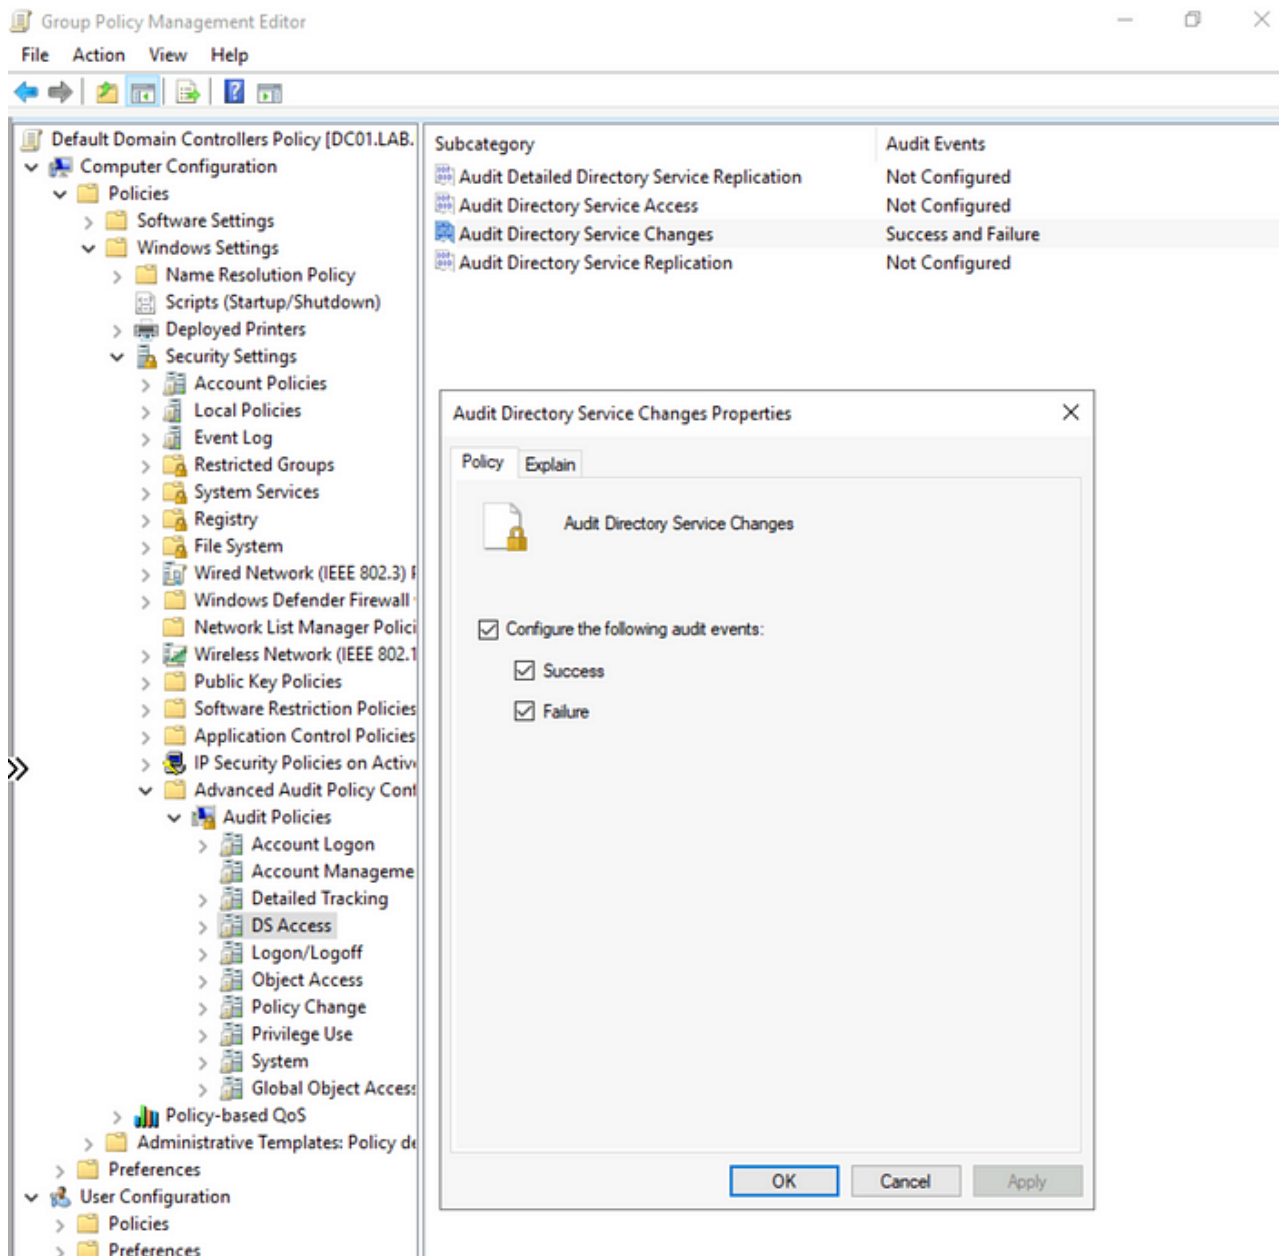 Group Policy Management Editor
File Action View Help
Default Domain Controllers Policy [DC01.LAB.
Computer Configuration
Policies
Software Settings
Windows Settings
Name Resolution Policy
Scripts (Startup/Shutdown)
Deployed Printers
Security Settings
Account Policies
Local Policies
Event Log
Restricted Groups
System Services
Registry
File System
Wired Network (IEEE 802.3) P
Windows Defender Firewall
Network List Manager Polici
Wireless Network (IEEE 802.1
Public Key Policies
Software Restriction Policies
Application Control Policies
IP Security Policies on Activ
Advanced Audit Policy Conf
Audit Policies
Account Logon
Account Manageme
Detailed Tracking
DS Access
Logon/Logoff
Object Access
Policy Change
Privilege Use
System
Global Object Access
Policy-based QoS
Administrative Templates: Policy de
Preferences
User Configuration
Policies
Preferences
Subcategory Audit Events
Audit Detailed Directory Service Replication Not Configured
Audit Directory Service Access Not Configured
Audit Directory Service Changes Success and Failure
Audit Directory Service Replication Not Configured
Audit Directory Service Changes Properties
Policy Explain
Audit Directory Service Changes
Configure the following audit events:
Success
Failure
OK Cancel Apply